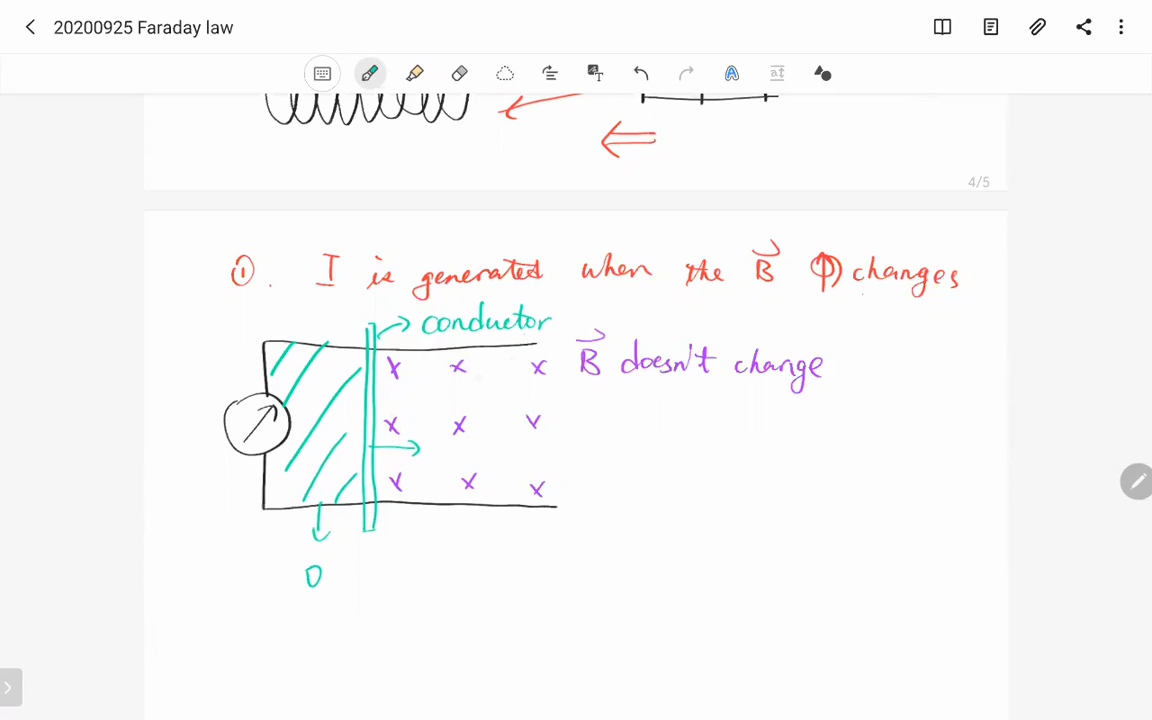 20200925 Faraday law
4/5
①. I is generated when the B⃗ (↑) changes
→ conductor
B⃗ doesn't change
x x x
x x x
x x x
0